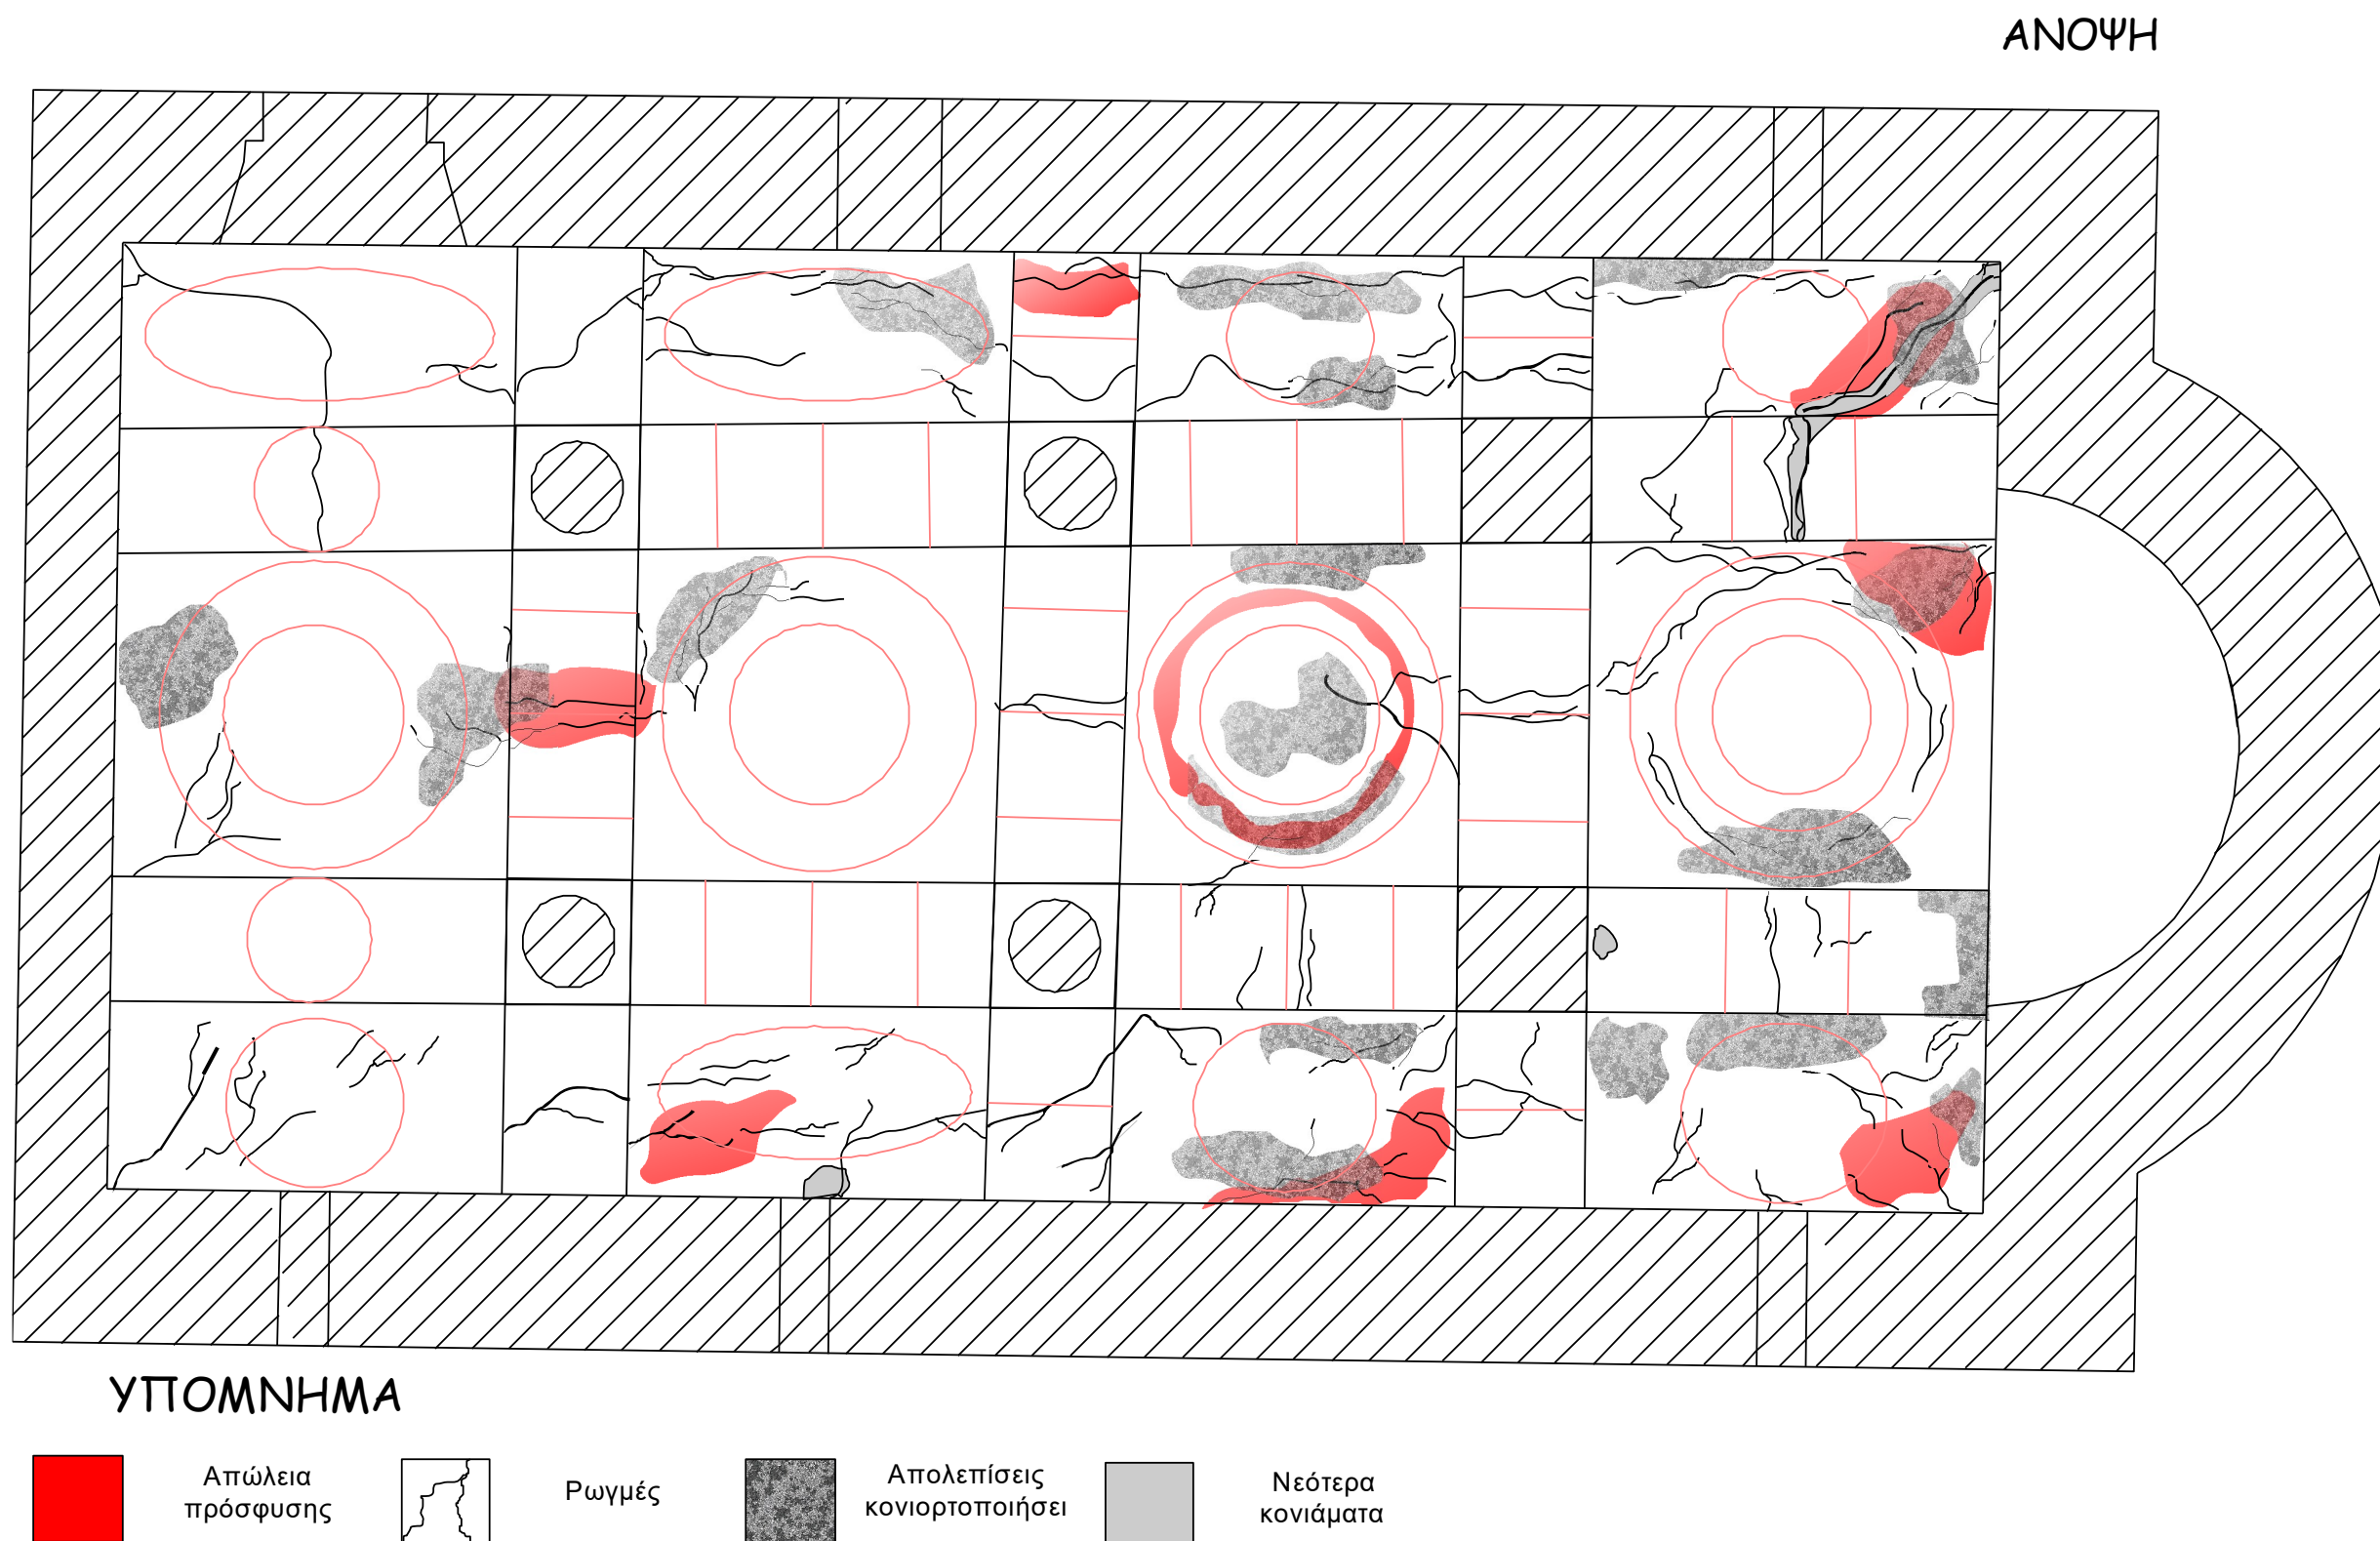 ΑΝΟΨΗ
ΥΠΟΜΝΗΜΑ
Απώλεια
πρόσφυσης
Ρωγμές
Απολεπίσεις
κονιορτοποιήσει
Νεότερα
κονιάματα